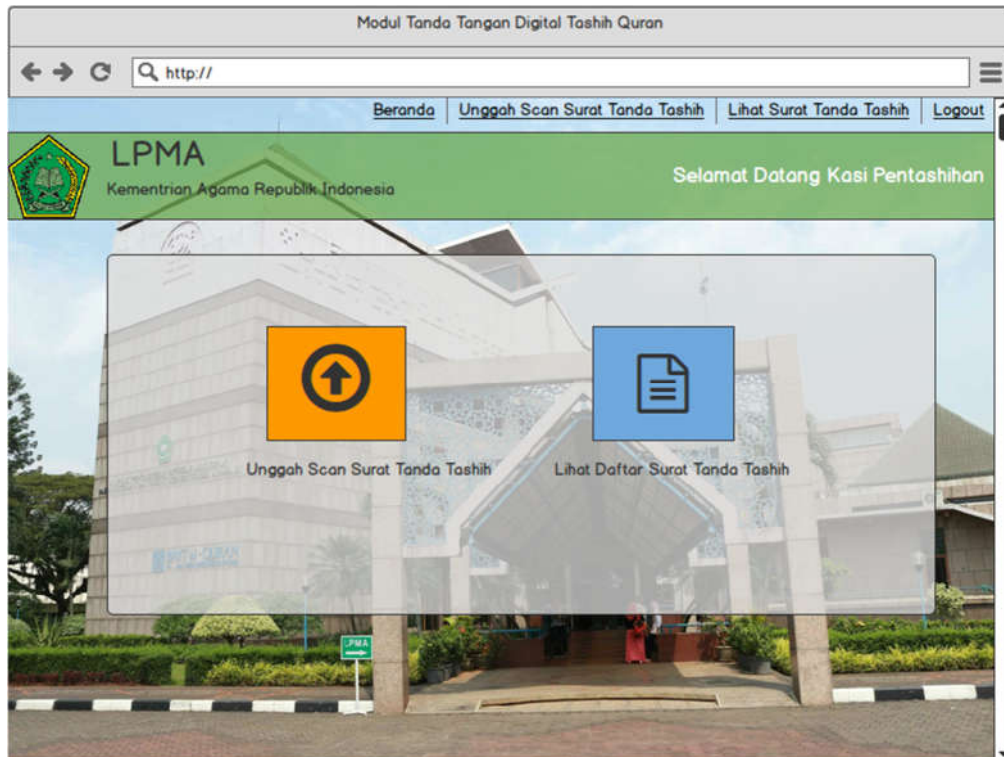 Modul Tanda Tangan Digital Tashih Quran
http://
Beranda Unggah Scan Surat Tanda Tashih Lihat Surat Tanda Tashih Logout
LPMA
Kementrian Agama Republik Indonesia
Selamat Datang Kasi Pentashihan
Unggah Scan Surat Tanda Tashih Lihat Daftar Surat Tanda Tashih
LPMA